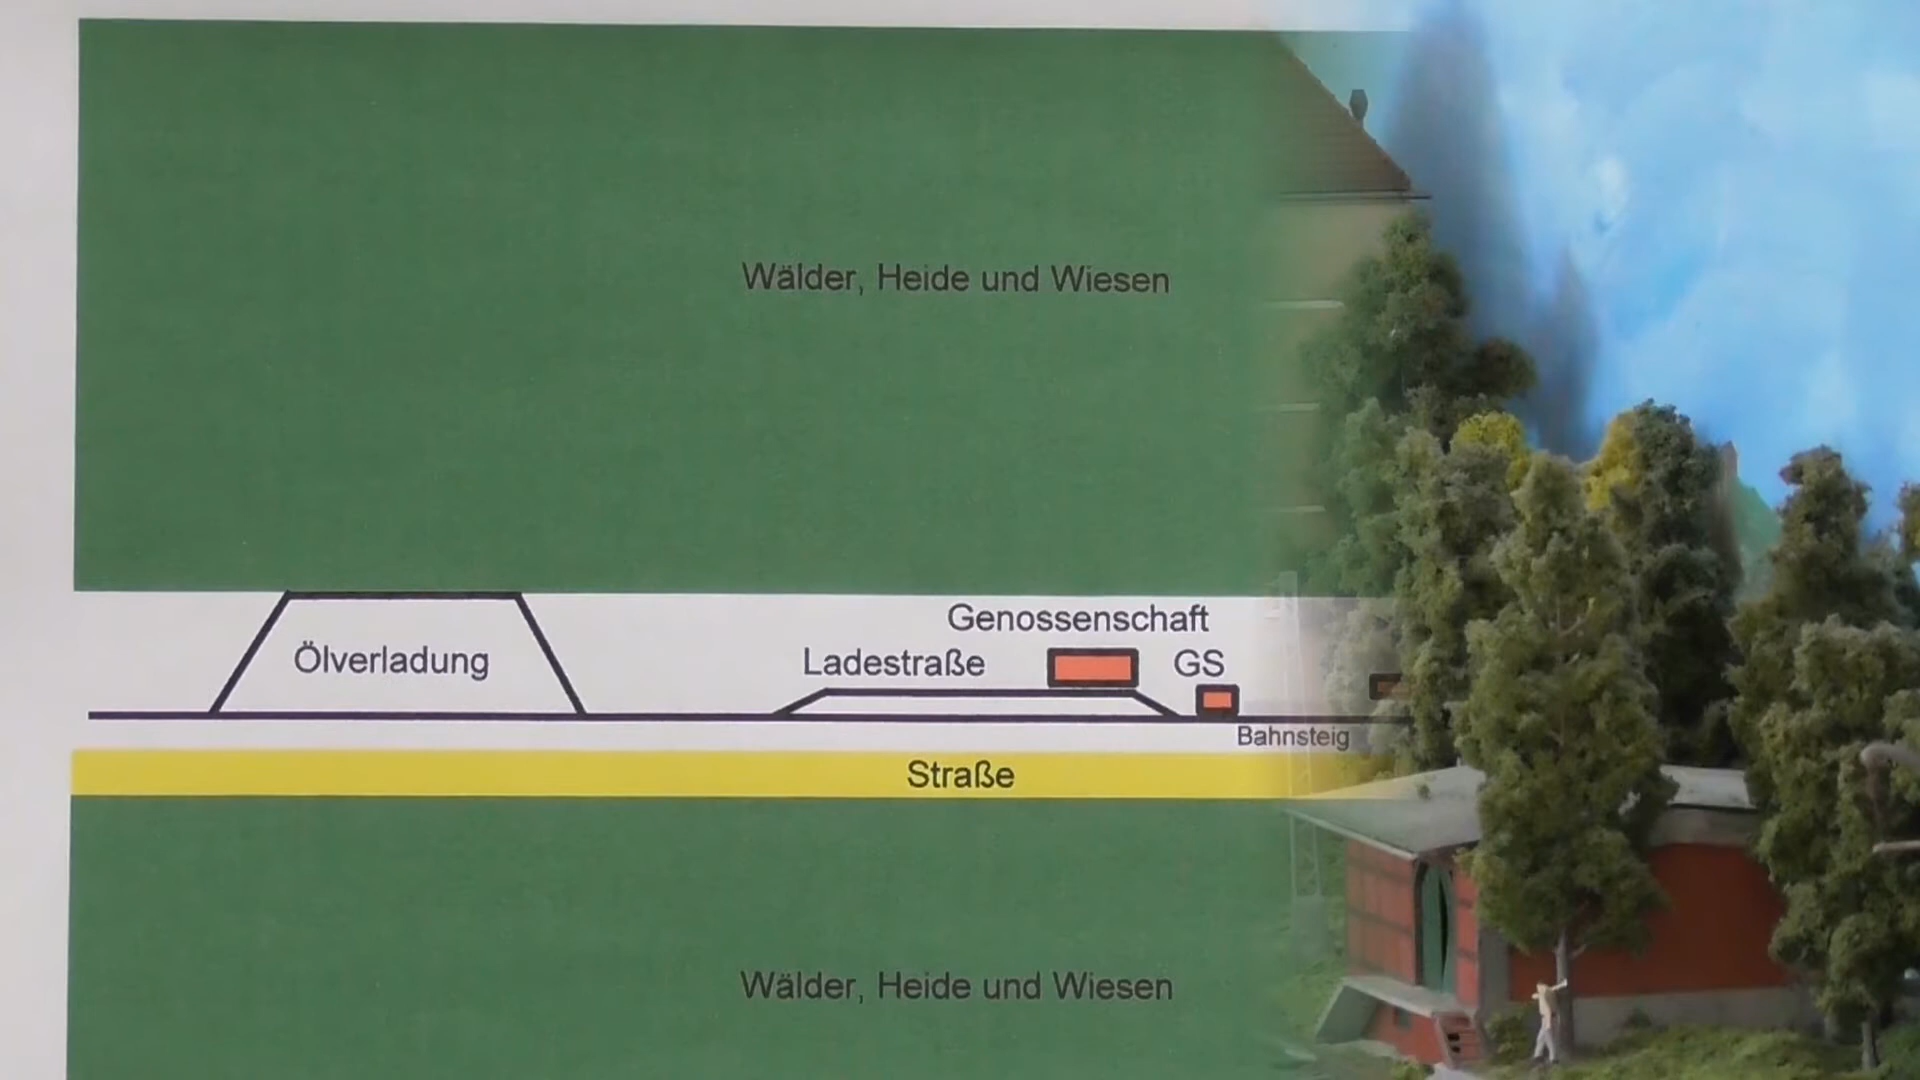 Wälder, Heide und Wiesen
Genossenschaft
Ölverladung
Ladestraße
GS
Bahnsteig
Straße
Wälder, Heide und Wiesen